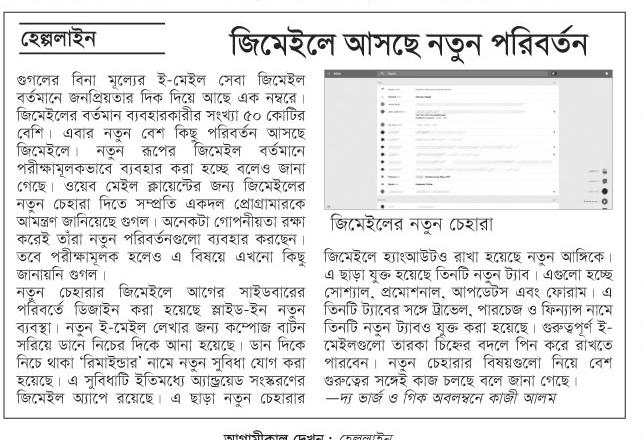 হেল্পলাইন
জিমেইলে আসছে নতুন পরিবর্তন
গুগলের বিনা মূল্যের ই-মেইল সেবা জিমেইল
বর্তমানে জনপ্রিয়তার দিক দিয়ে আছে এক নম্বরে।
জিমেইলের বর্তমান ব্যবহারকারীর সংখ্যা ৫০ কোটির
বেশি। এবার নতুন বেশ কিছু পরিবর্তন আসছে
জিমেইলে। নতুন রূপের জিমেইল বর্তমানে
পরীক্ষামূলকভাবে ব্যবহার করা হচ্ছে বলেও জানা
গেছে। ওয়েব মেইল ক্লায়েন্টের জন্য জিমেইলের
নতুন চেহারা দিতে সম্প্রতি একদল প্রোগ্রামারকে
আমন্ত্রণ জানিয়েছে গুগল। অনেকটা গোপনীয়তা রক্ষা
করেই তাঁরা নতুন পরিবর্তনগুলো ব্যবহার করছেন।
তবে পরীক্ষামূলক হলেও এ বিষয়ে এখনো কিছু
জানায়নি গুগল।
নতুন চেহারার জিমেইলে আগের সাইডবারের
পরিবর্তে ডিজাইন করা হয়েছে স্লাইড-ইন নতুন
ব্যবস্থা। নতুন ই-মেইল লেখার জন্য কম্পোজ বাটন
সরিয়ে ডানে নিচের দিকে আনা হয়েছে। ডান দিকে
নিচে থাকা ‘রিমাইন্ডার’ নামে নতুন সুবিধা যোগ করা
হয়েছে। এ সুবিধাটি ইতিমধ্যে অ্যান্ড্রয়েড সংস্করণের
জিমেইল অ্যাপে রয়েছে। এ ছাড়া নতুন চেহারার
জিমেইলের নতুন চেহারা
জিমেইলে হ্যাংআউটও রাখা হয়েছে নতুন আঙ্গিকে।
এ ছাড়া যুক্ত হয়েছে তিনটি নতুন ট্যাব। এগুলো হচ্ছে
সোশ্যাল, প্রমোশনাল, আপডেটস এবং ফোরাম। এ
তিনটি ট্যাবের সঙ্গে ট্রাভেল, পারচেজ ও ফিন্যান্স নামে
তিনটি নতুন ট্যাবও যুক্ত করা হয়েছে। গুরুত্বপূর্ণ ই-
মেইলগুলো তারকা চিহ্নের বদলে পিন করে রাখতে
পারবেন। নতুন চেহারার বিষয়গুলো নিয়ে বেশ
গুরুত্বের সঙ্গেই কাজ চলছে বলে জানা গেছে।
—দ্য ভার্জ ও গিক অবলম্বনে কাজী আলম
আগামীকাল দেখুন : হেল্পলাইন